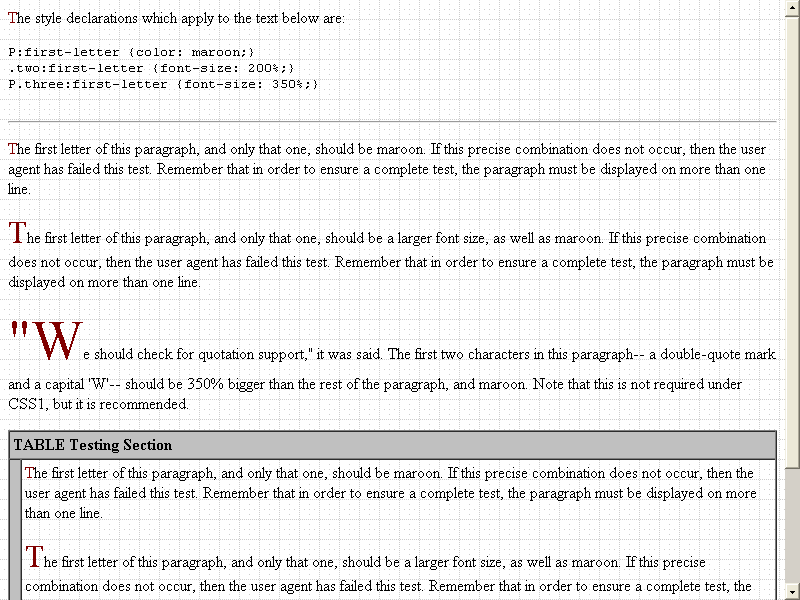 The style declarations which apply to the text below are:
P:first-letter {color: maroon;}
.two:first-letter {font-size: 200%;}
P.three:first-letter {font-size: 350%;}
The first letter of this paragraph, and only that one, should be maroon. If this precise combination does not occur, then the user
agent has failed this test. Remember that in order to ensure a complete test, the paragraph must be displayed on more than one
line.
The first letter of this paragraph, and only that one, should be a larger font size, as well as maroon. If this precise combination
does not occur, then the user agent has failed this test. Remember that in order to ensure a complete test, the paragraph must be
displayed on more than one line.
"We should check for quotation support," it was said. The first two characters in this paragraph-- a double-quote mark
and a capital 'W'-- should be 350% bigger than the rest of the paragraph, and maroon. Note that this is not required under
CSS1, but it is recommended.
TABLE Testing Section
The first letter of this paragraph, and only that one, should be maroon. If this precise combination does not occur, then the
user agent has failed this test. Remember that in order to ensure a complete test, the paragraph must be displayed on more
than one line.
The first letter of this paragraph, and only that one, should be a larger font size, as well as maroon. If this precise
combination does not occur, then the user agent has failed this test. Remember that in order to ensure a complete test, the